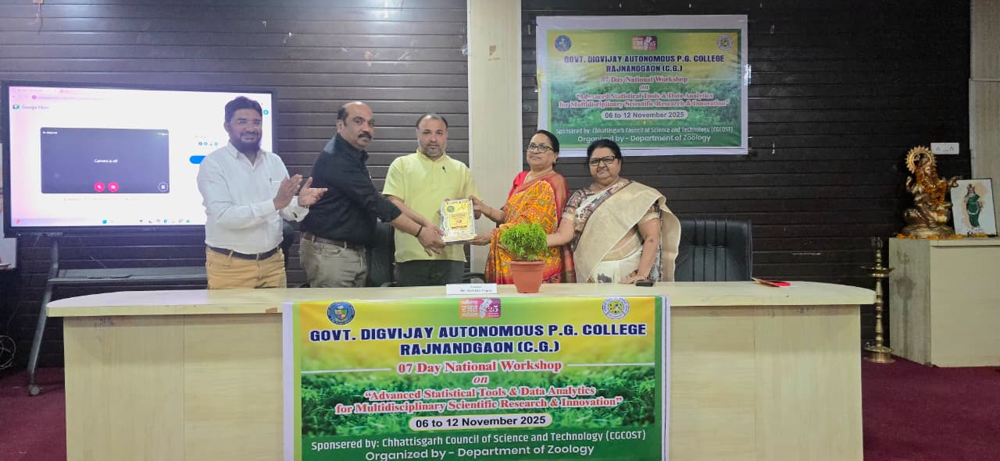 Google Meet
Camera is off
GOVT. DIGVIJAY AUTONOMOUS P.G. COLLEGE
RAJNANDGAON (C.G.)
07 Day National Workshop
on
"Advanced Statistical Tools & Data Analytics
for Multidisciplinary Scientific Research & Innovation"
06 to 12 November 2025
Sponsered by: Chhattisgarh Council of Science and Technology (CGCOST)
Organized by - Department of Zoology
रजत
25
GOVT. DIGVIJAY AUTONOMOUS P.G. COLLEGE
RAJNANDGAON (C.G.)
07 Day National Workshop
on
"Advanced Statistical Tools & Data Analytics
for Multidisciplinary Scientific Research & Innovation"
06 to 12 November 2025
Sponsered by: Chhattisgarh Council of Science and Technology (CGCOST)
Organized by - Department of Zoology